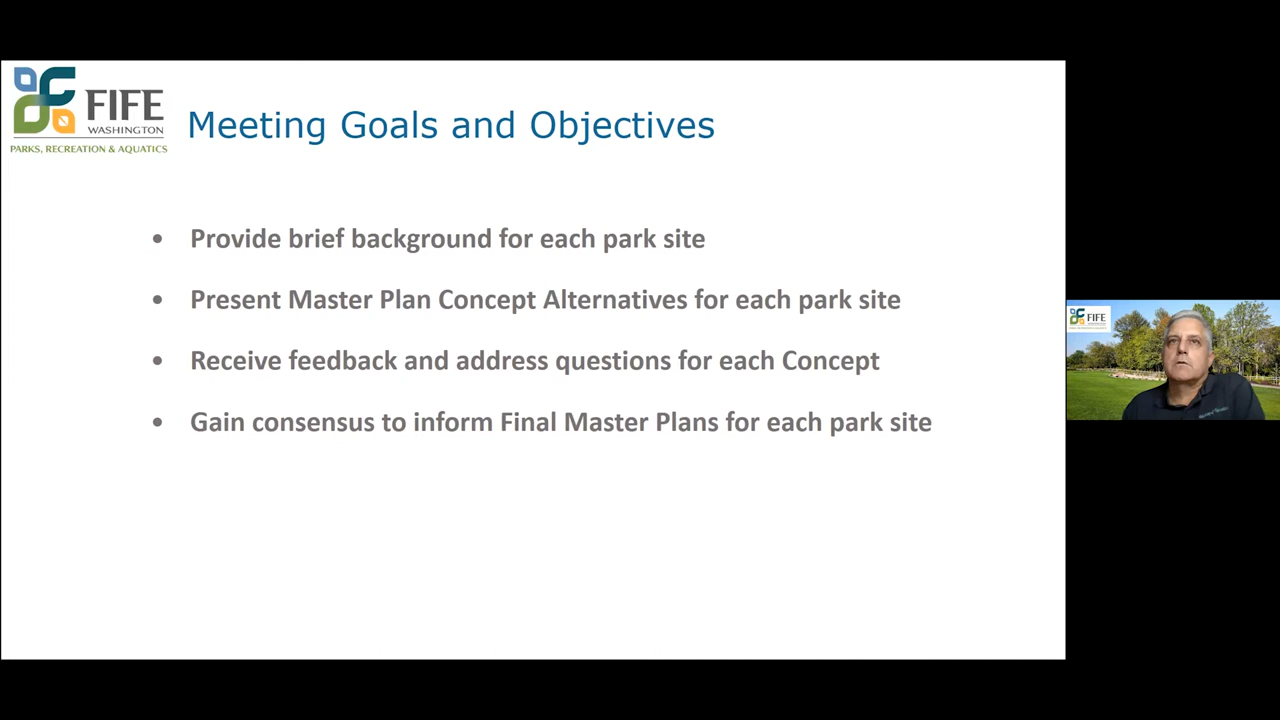 FIFE
WASHINGTON
PARKS, RECREATION & AQUATICS
Meeting Goals and Objectives
• Provide brief background for each park site
• Present Master Plan Concept Alternatives for each park site
• Receive feedback and address questions for each Concept
• Gain consensus to inform Final Master Plans for each park site
FIFE